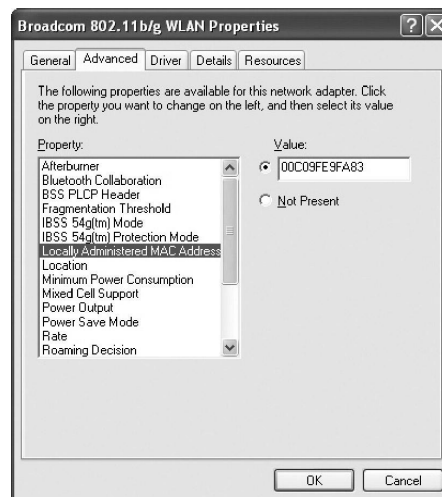 Broadcom 802.11b/g WLAN Properties
General Advanced Driver Details Resources
The following properties are available for this network adapter. Click
the property you want to change on the left, and then select its value
on the right.
Property: Value:
Afterburner
Bluetooth Collaboration
BSS PLCP Header
Fragmentation Threshold
IBSS 54g(tm) Mode
IBSS 54g(tm) Protection Mode
Locally Administered MAC Address
Location
Minimum Power Consumption
Mixed Cell Support
Power Output
Power Save Mode
Rate
Roaming Decision
00C09FE9FA83
Not Present
OK Cancel